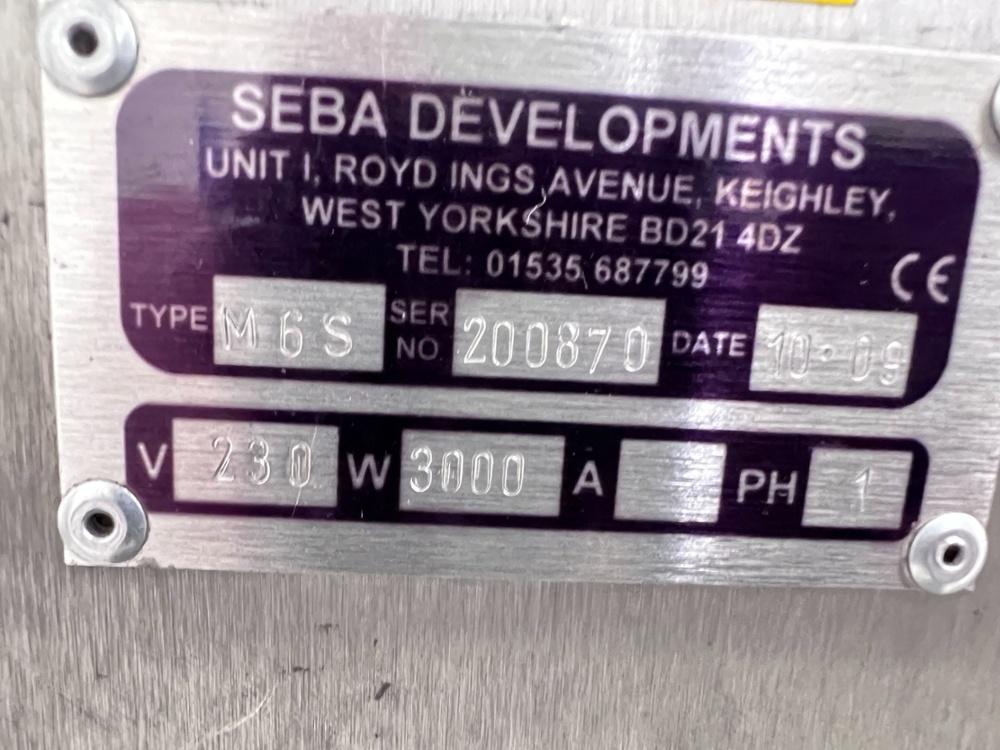 SEBA DEVELOPMENTS
UNIT I, ROYD INGS AVENUE, KEIGHLEY,
WEST YORKSHIRE BD21 4DZ
TEL: 01535 687799
CE
TYPE M6S SER NO 200870 DATE 10-09
V 230 W 3000 A PH 1